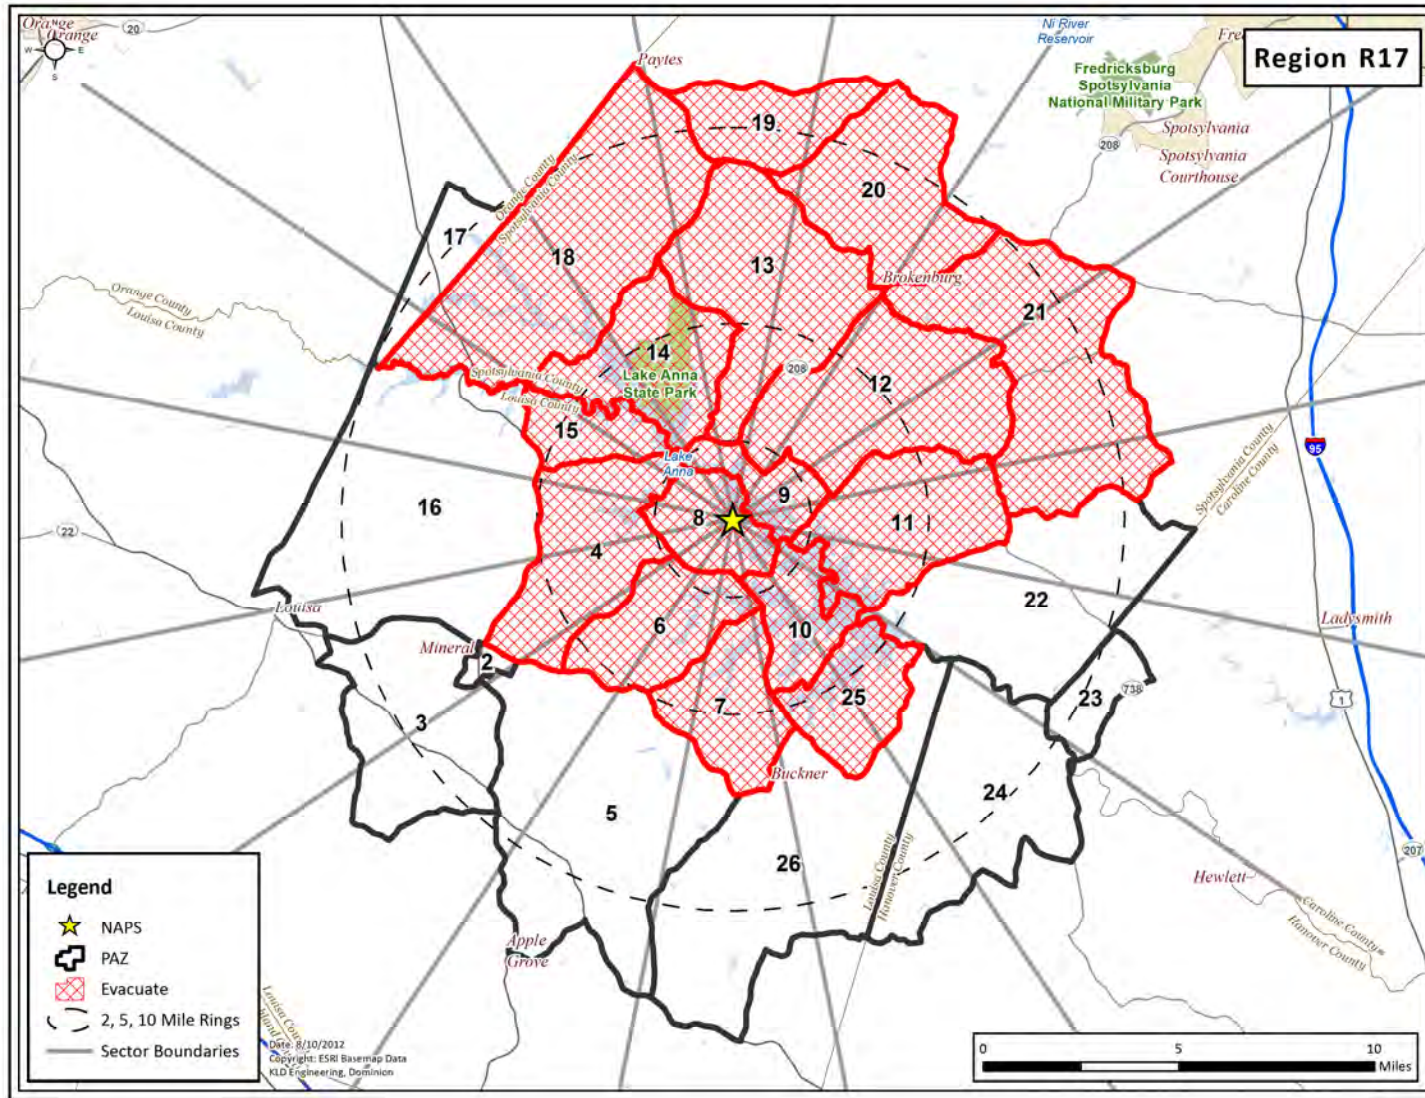 Orange
Orange
N
W
E
S
20
Paytes
Ni River
Reservoir
Fre
Region R17
Fredricksburg
Spotsylvania
National Military Park
Spotsylvania
208
Spotsylvania
Courthouse
19
20
Orange County
Spotsylvania County
17
18
13
Brokenburg
Orange County
Louisa County
21
14
Lake Anna
State Park
208
12
Spotsylvania County
Louisa County
15
Lake
Anna
95
Spotsylvania County
Caroline County
16
9
8
11
22
4
Louisa
22
Ladysmith
6
10
Mineral
2
23
738
1
3
7
25
Buckner
24
5
26
207
Louisa County
Hanover County
Hewlett
Caroline County
Hanover County
Apple
Grove
Legend
NAPS
PAZ
Evacuate
2, 5, 10 Mile Rings
Sector Boundaries
Louisa Cou
Date: 8/10/2012
Copyright: ESRI Basemap Data
KLD Engineering, Dominion
0
5
10
Miles